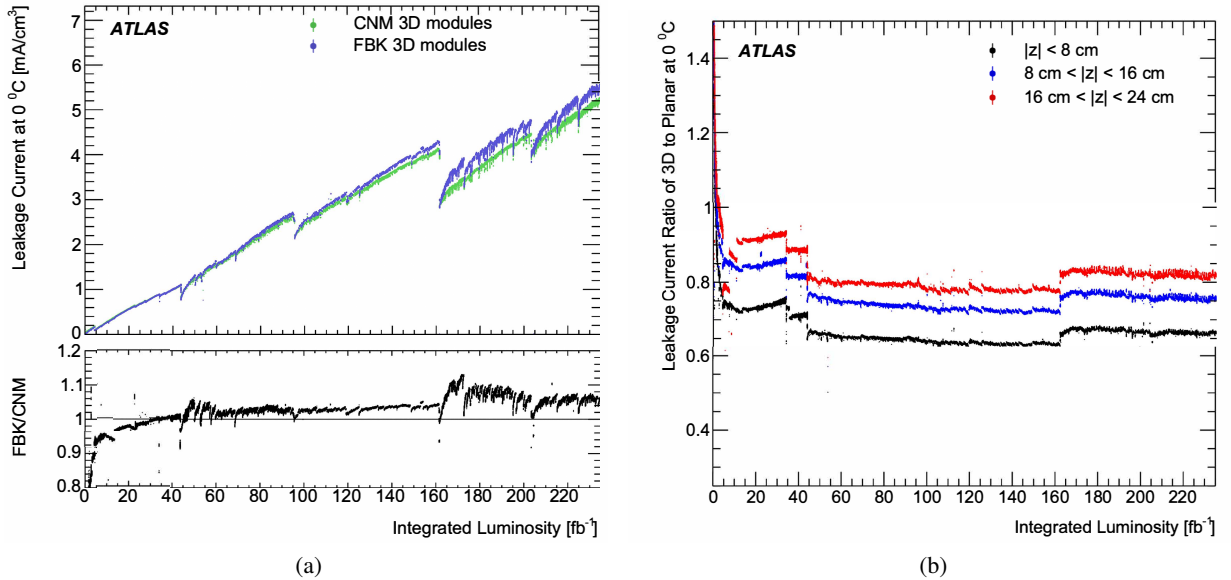 ATLAS
CNM 3D modules
FBK 3D modules
Leakage Current at 0 ⁰C [mA/cm3]
7
6
5
4
3
2
1
0
FBK/CNM
1.2
1.1
1
0.9
0.8
0 20 40 60 80 100 120 140 160 180 200 220
Integrated Luminosity [fb⁻¹]
(a)
ATLAS
|z| < 8 cm
8 cm < |z| < 16 cm
16 cm < |z| < 24 cm
Leakage Current Ratio of 3D to Planar at 0 ⁰C
1.4
1.2
1
0.8
0.6
0.4
0 20 40 60 80 100 120 140 160 180 200 220
Integrated Luminosity [fb⁻¹]
(b)